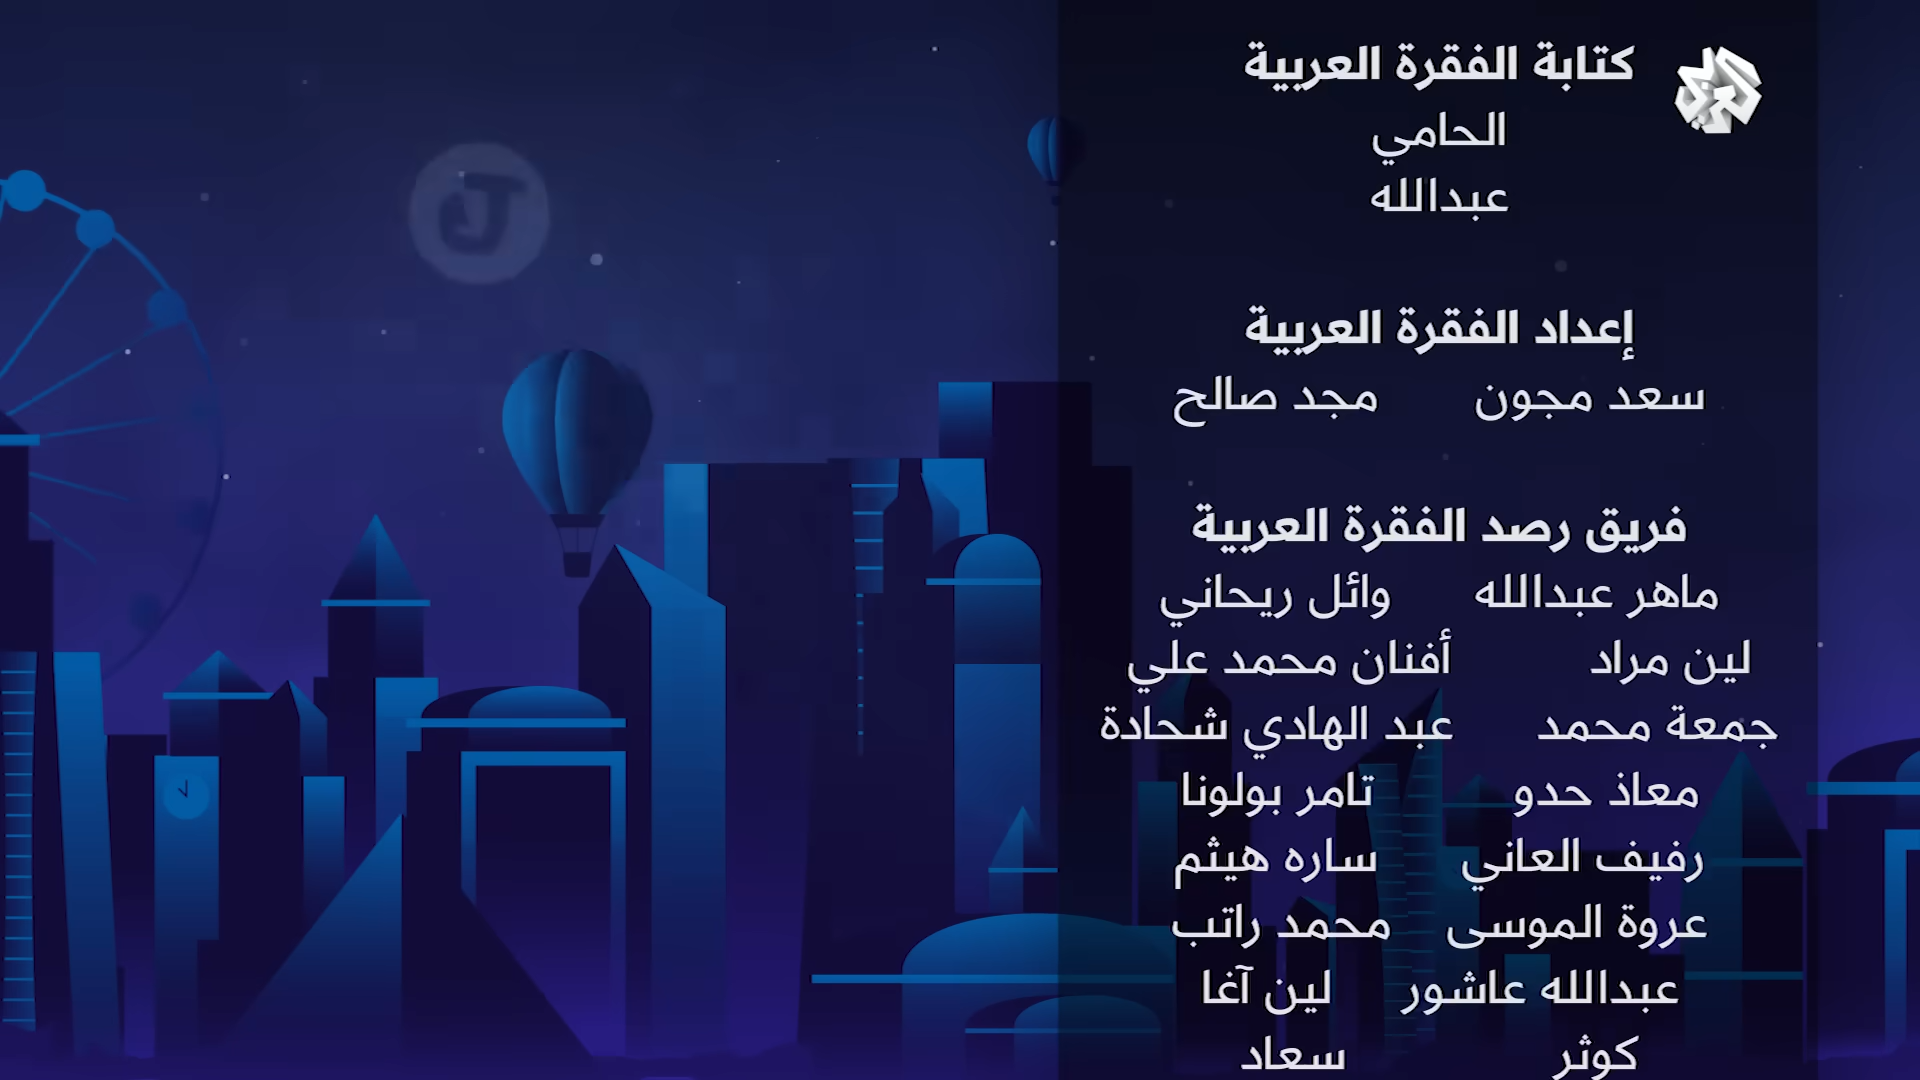 العربي
كتابة الفقرة العربية
الحامي
عبدالله
إعداد الفقرة العربية
سعد مجون مجد صالح
فريق رصد الفقرة العربية
ماهر عبدالله وائل ريحاني
لين مراد أفنان محمد علي
جمعة محمد عبد الهادي شحادة
معاذ حدو تامر بولونا
رفيف العاني ساره هيثم
عروة الموسى محمد راتب
عبدالله عاشور لين آغا
كوثر سعاد